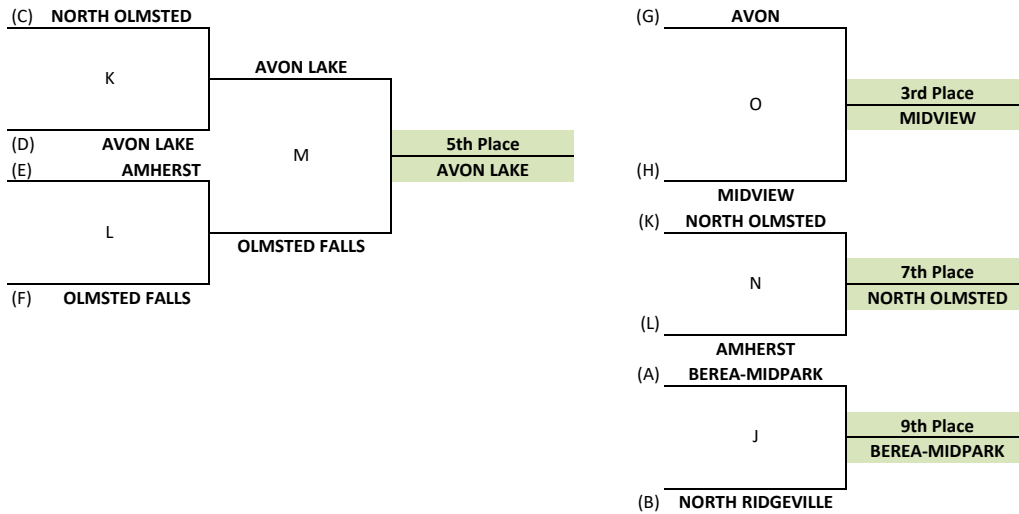 (C) NORTH OLMSTED
K
AVON LAKE
(D) AVON LAKE
M
5th Place
AVON LAKE
(E) AMHERST
L
OLMSTED FALLS
(F) OLMSTED FALLS
(G) AVON
O
3rd Place
MIDVIEW
(H)
MIDVIEW
(K) NORTH OLMSTED
N
7th Place
NORTH OLMSTED
(L)
AMHERST
(A) BEREA-MIDPARK
J
9th Place
BEREA-MIDPARK
(B) NORTH RIDGEVILLE